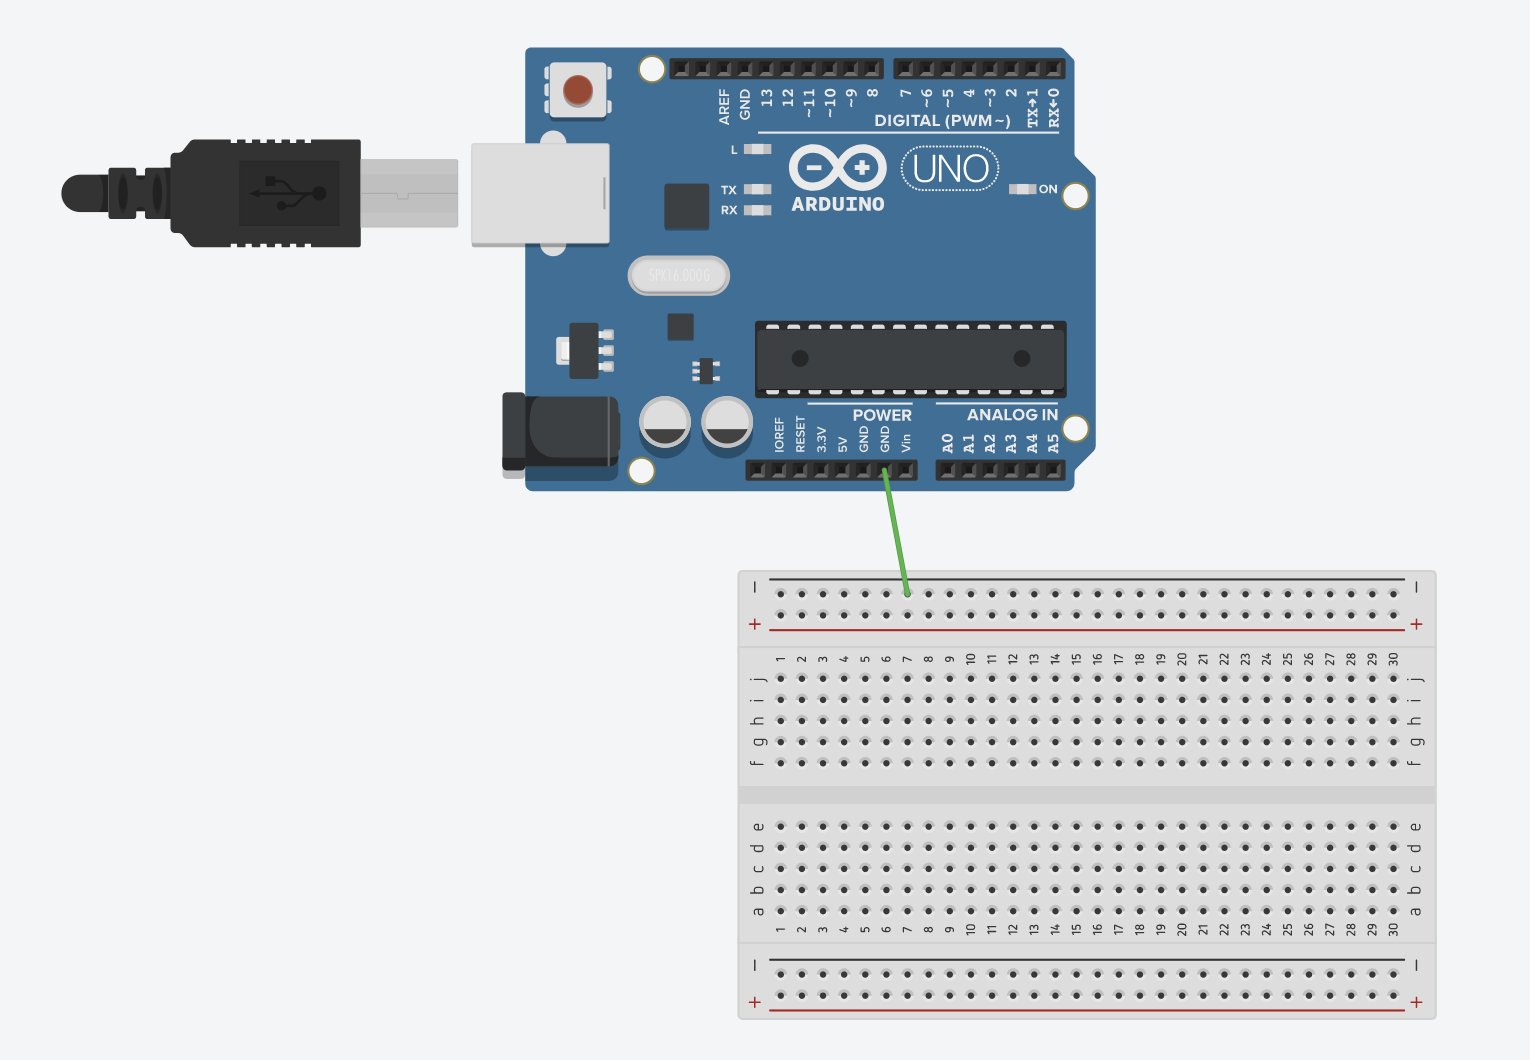 AREF GND 13 12 ~11 ~10 ~9 8 7 ~6 ~5 4 ~3 2 TX→1 RX←0
DIGITAL (PWM~)
L
TX
RX
UNO
ON
ARDUINO
SPK16.000G
POWER ANALOG IN
IOREF RESET 3.3V 5V GND GND Vin A0 A1 A2 A3 A4 A5
− −
+ +
1 2 3 4 5 6 7 8 9 10 11 12 13 14 15 16 17 18 19 20 21 22 23 24 25 26 27 28 29 30
j j
i i
h h
g g
f f
e e
d d
c c
b b
a a
1 2 3 4 5 6 7 8 9 10 11 12 13 14 15 16 17 18 19 20 21 22 23 24 25 26 27 28 29 30
− −
+ +